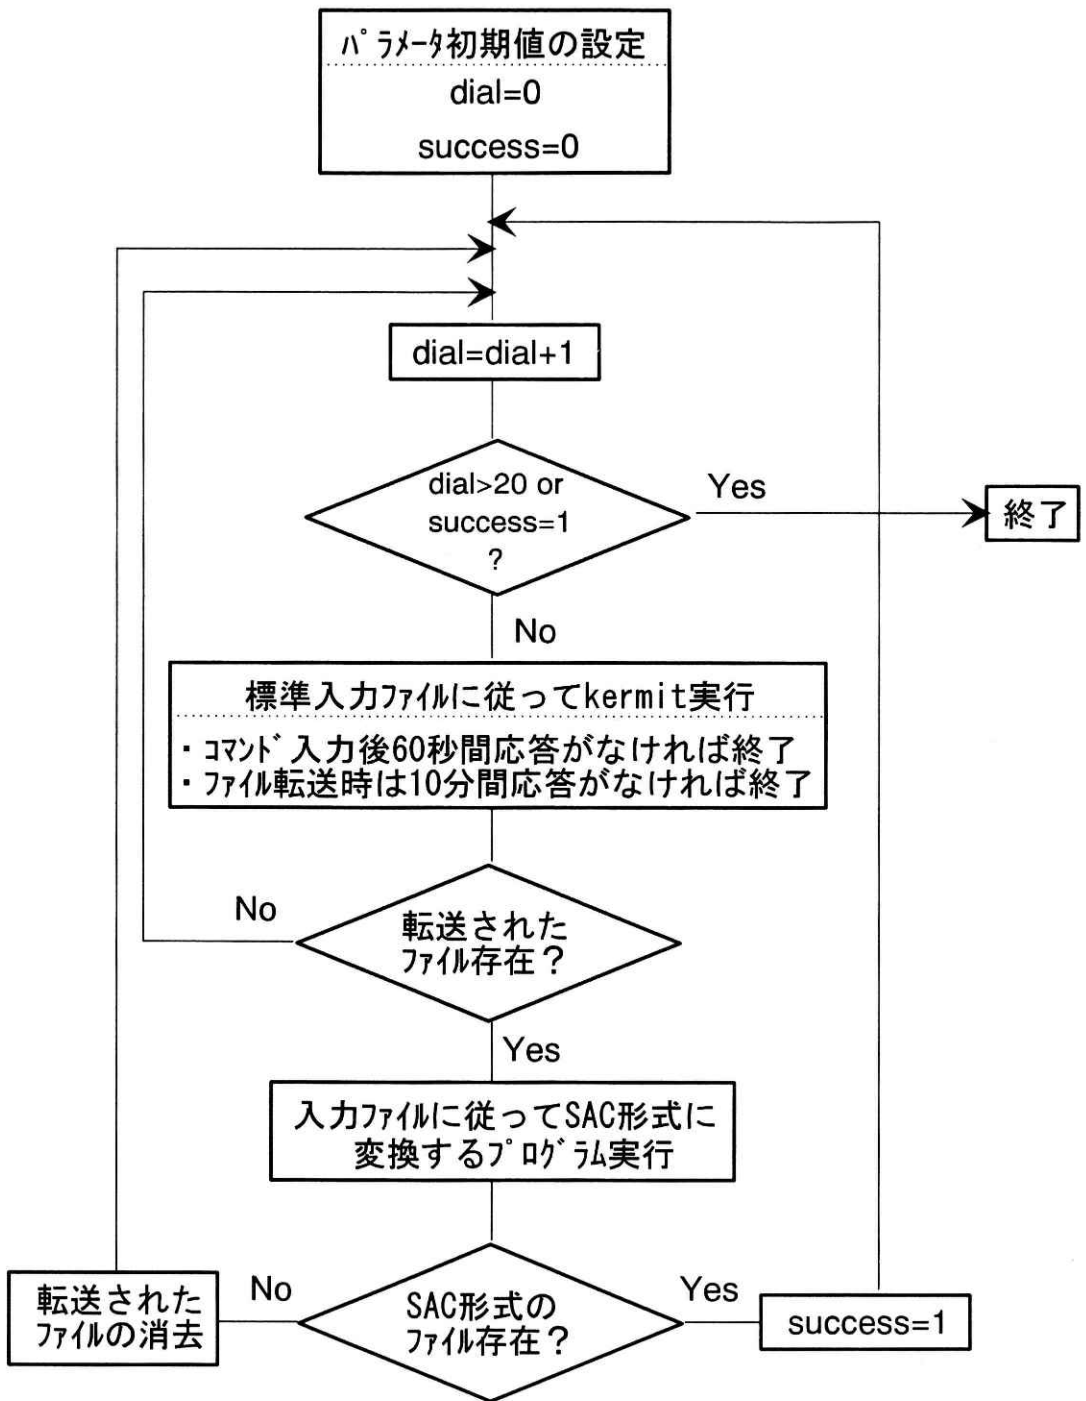 パラメータ初期値の設定
dial=0
success=0
dial=dial+1
dial>20 or
success=1
?
Yes
終了
No
標準入力ファイルに従ってkermit実行
・コマンド入力後60秒間応答がなければ終了
・ファイル転送時は10分間応答がなければ終了
No
転送された
ファイル存在？
Yes
入力ファイルに従ってSAC形式に
変換するプログラム実行
転送された
ファイルの消去
No
SAC形式の
ファイル存在？
Yes
success=1